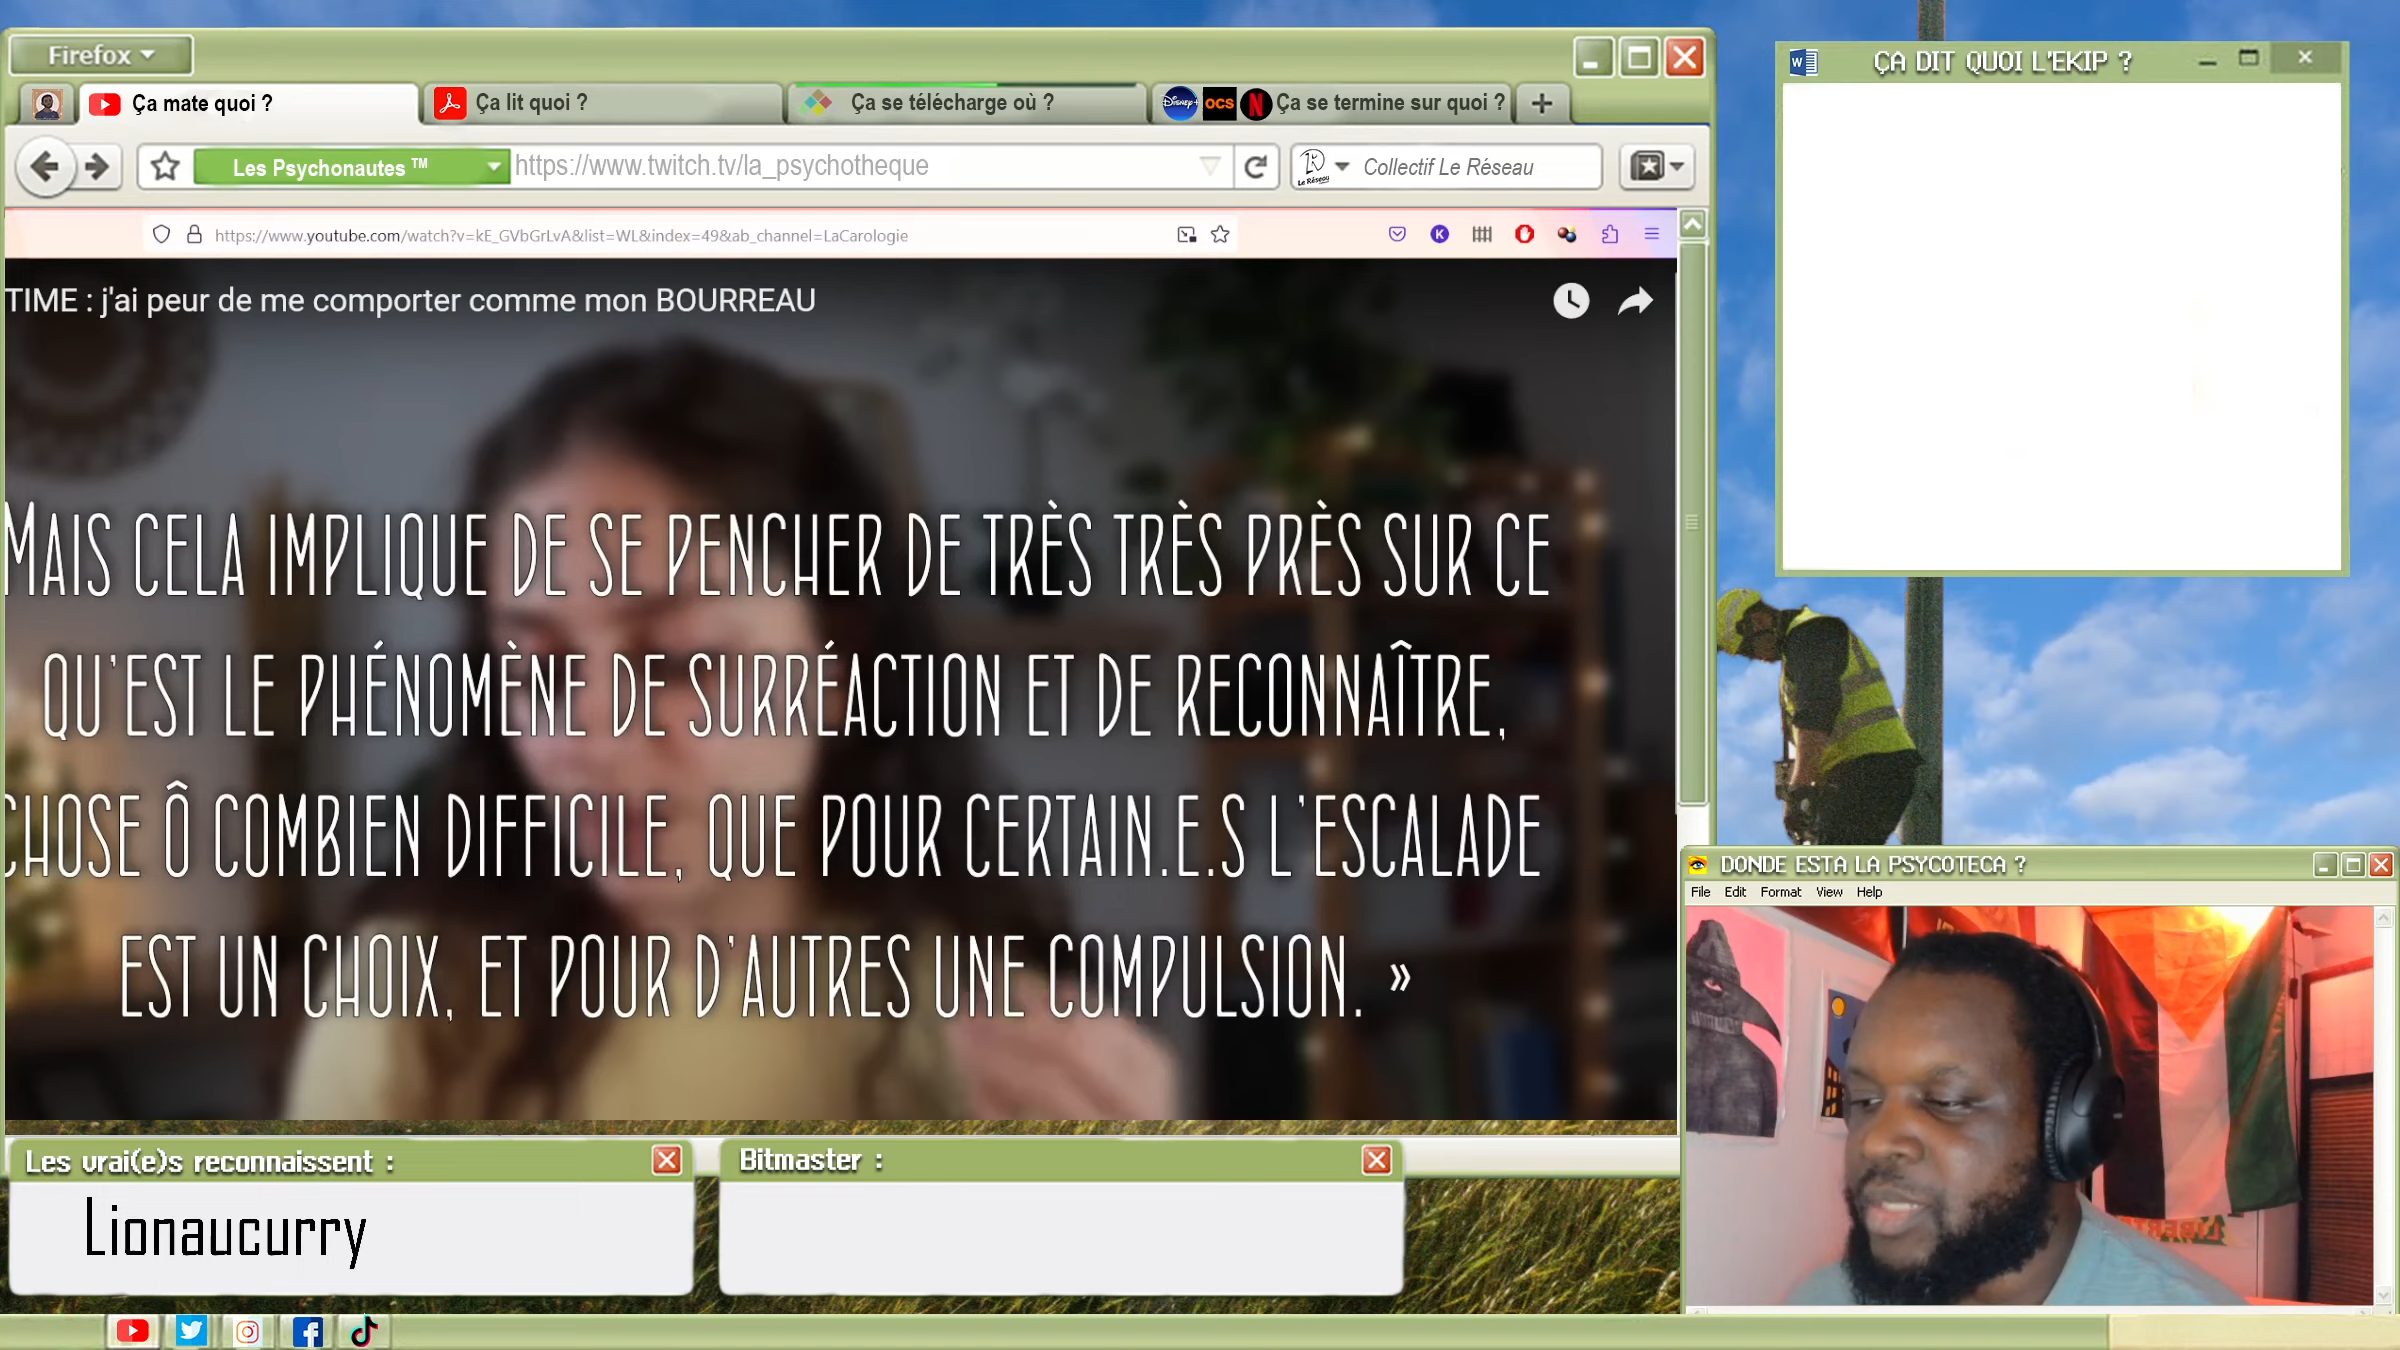 Firefox
Ça mate quoi ?
Ça lit quoi ?
Ça se télécharge où ?
Disney+ OCS N Ça se termine sur quoi ?
Les Psychonautes ™
https://www.twitch.tv/la_psychotheque
Le Réseau
Collectif Le Réseau
https://www.youtube.com/watch?v=kE_GVbGrLvA&list=WL&index=49&ab_channel=LaCarologie
TIME : j'ai peur de me comporter comme mon BOURREAU
MAIS CELA IMPLIQUE DE SE PENCHER DE TRÈS TRÈS PRÈS SUR CE
QU'EST LE PHÉNOMÈNE DE SURRÉACTION ET DE RECONNAÎTRE,
CHOSE Ô COMBIEN DIFFICILE, QUE POUR CERTAIN.E.S L'ESCALADE
EST UN CHOIX, ET POUR D'AUTRES UNE COMPULSION. »
ÇA DIT QUOI L'EKIP ?
DONDE ESTA LA PSYCOTECA ?
File Edit Format View Help
Les vrai(e)s reconnaissent :
Lionaucurry
Bitmaster :